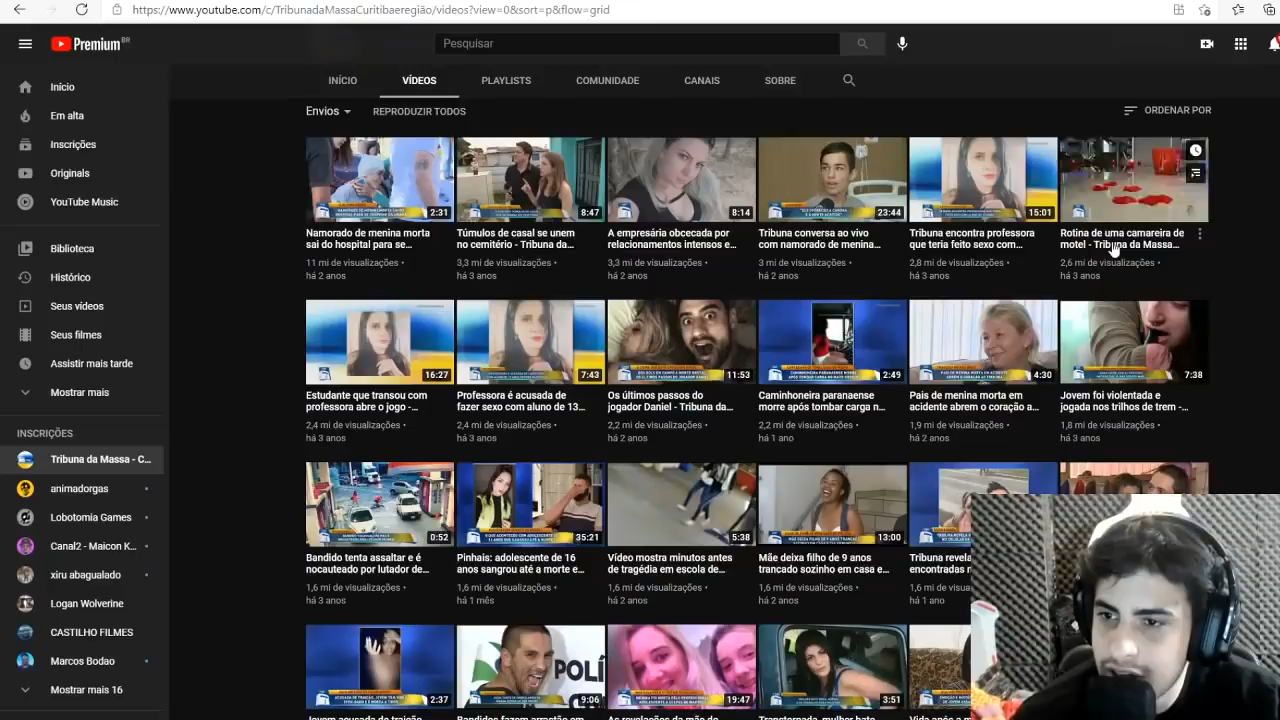 https://www.youtube.com/c/TribunadaMassaCuritibaeregião/videos?view=0&sort=p&flow=grid
Premium BR
Pesquisar
INÍCIO VÍDEOS PLAYLISTS COMUNIDADE CANAIS SOBRE
Envios REPRODUZIR TODOS ORDENAR POR
Início
Em alta
Inscrições
Originals
YouTube Music
Biblioteca
Histórico
Seus vídeos
Seus filmes
Assistir mais tarde
Mostrar mais
INSCRIÇÕES
Tribuna da Massa - C...
animadorgas
Lobotomia Games
Canal2 - Maicon K...
xiru abagualado
Logan Wolverine
CASTILHO FILMES
Marcos Bodao
Mostrar mais 16
2:31
Namorado de menina morta
sai do hospital para se...
11 mi de visualizações •
há 2 anos
8:47
Túmulos de casal se unem
no cemitério - Tribuna da...
3,3 mi de visualizações •
há 3 anos
8:14
A empresária obcecada por
relacionamentos intensos e...
3,3 mi de visualizações •
há 2 anos
23:44
Tribuna conversa ao vivo
com namorado de menina...
3 mi de visualizações •
há 2 anos
15:01
Tribuna encontra professora
que teria feito sexo com...
2,8 mi de visualizações •
há 3 anos
Rotina de uma camareira de
motel - Tribuna da Massa...
2,6 mi de visualizações •
há 3 anos
16:27
Estudante que transou com
professora abre o jogo -...
2,4 mi de visualizações •
há 3 anos
7:43
Professora é acusada de
fazer sexo com aluno de 13...
2,4 mi de visualizações •
há 3 anos
11:53
Os últimos passos do
jogador Daniel - Tribuna da...
2,2 mi de visualizações •
há 2 anos
2:49
Caminhoneira paranaense
morre após tombar carga n...
2,2 mi de visualizações •
há 1 ano
4:30
Pais de menina morta em
acidente abrem o coração a...
1,9 mi de visualizações •
há 2 anos
7:38
Jovem foi violentada e
jogada nos trilhos de trem -...
1,8 mi de visualizações •
há 3 anos
0:52
Bandido tenta assaltar e é
nocauteado por lutador de...
1,6 mi de visualizações •
há 3 anos
35:21
Pinhais: adolescente de 16
anos sangrou até a morte e...
1,6 mi de visualizações •
há 1 mês
5:38
Vídeo mostra minutos antes
de tragédia em escola de...
1,6 mi de visualizações •
há 2 anos
13:00
Mãe deixa filho de 9 anos
trancado sozinho em casa e...
1,6 mi de visualizações •
há 2 anos
Tribuna revela
encontradas
1,6 mi de visualizações
há 1 ano
2:37
POLÍ
9:06
19:47
3:51